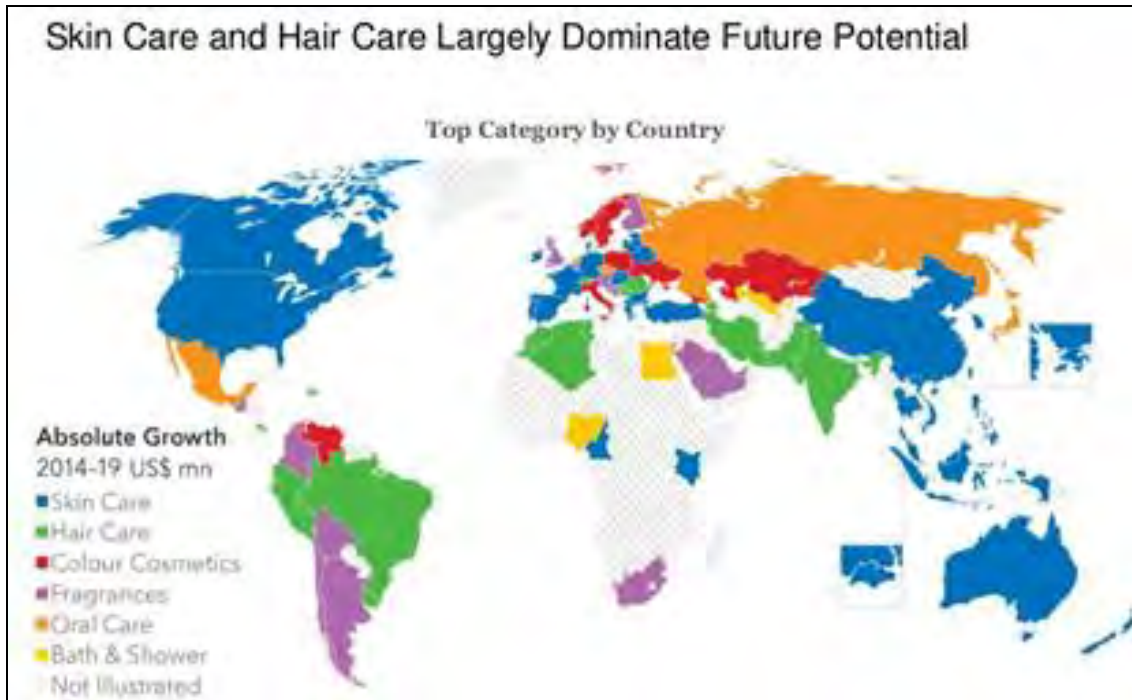 Skin Care and Hair Care Largely Dominate Future Potential
Top Category by Country
Absolute Growth
2014-19 US$ mn
Skin Care
Hair Care
Colour Cosmetics
Fragrances
Oral Care
Bath & Shower
Not Illustrated